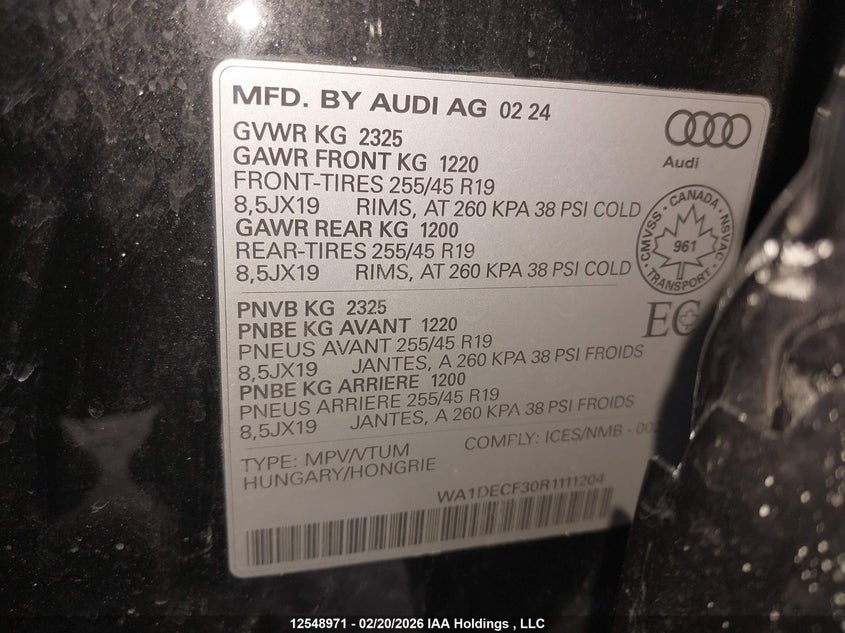 MFD. BY AUDI AG 02 24
GVWR KG 2325
GAWR FRONT KG 1220
FRONT-TIRES 255/45 R19
8,5JX19 RIMS, AT 260 KPA 38 PSI COLD
GAWR REAR KG 1200
REAR-TIRES 255/45 R19
8,5JX19 RIMS, AT 260 KPA 38 PSI COLD
Audi
CMVSS · CANADA · NSVAC · TRANSPORT ·
961
PNVB KG 2325
PNBE KG AVANT 1220
PNEUS AVANT 255/45 R19
8,5JX19 JANTES, A 260 KPA 38 PSI FROIDS
PNBE KG ARRIERE 1200
PNEUS ARRIERE 255/45 R19
8,5JX19 JANTES, A 260 KPA 38 PSI FROIDS
EC
TYPE: MPV/VTUM COMPLY: ICES/NMB -
HUNGARY/HONGRIE
WA1DECF30R1111204
12548971 - 02/20/2026 IAA Holdings , LLC